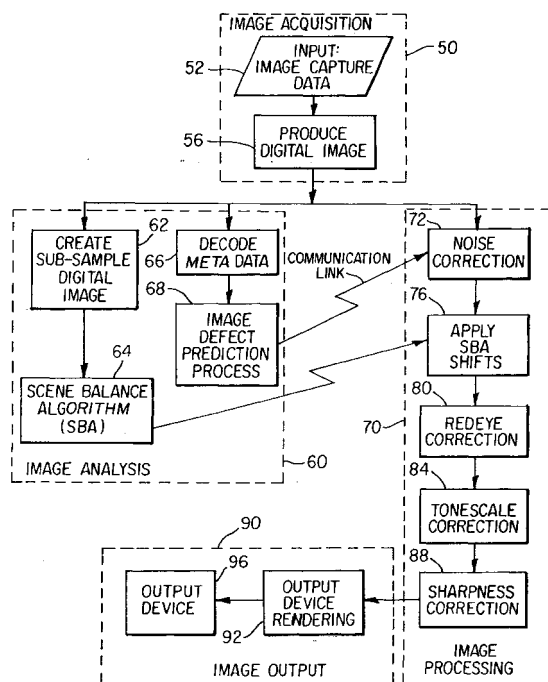 IMAGE ACQUISITION
50
52
INPUT:
IMAGE CAPTURE
DATA
56
PRODUCE
DIGITAL IMAGE
62
CREATE
SUB-SAMPLE
DIGITAL
IMAGE
66
DECODE
META DATA
68
IMAGE
DEFECT
PREDICTION
PROCESS
64
SCENE BALANCE
ALGORITHM
(SBA)
IMAGE ANALYSIS
60
COMMUNICATION
LINK
72
NOISE
CORRECTION
76
APPLY
SBA
SHIFTS
80
REDEYE
CORRECTION
70
84
TONESCALE
CORRECTION
88
SHARPNESS
CORRECTION
IMAGE
PROCESSING
90
96
OUTPUT
DEVICE
OUTPUT
DEVICE
RENDERING
92
IMAGE OUTPUT